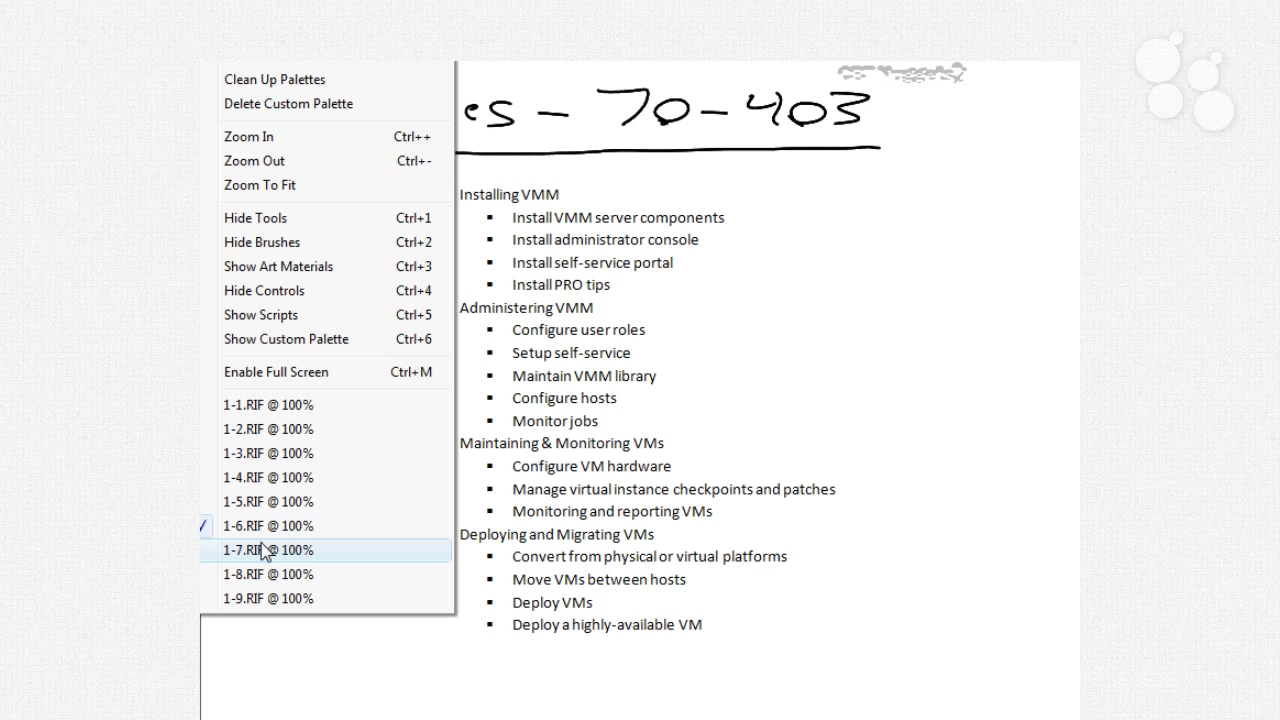 Clean Up Palettes
Delete Custom Palette
Zoom In Ctrl++
Zoom Out Ctrl+-
Zoom To Fit
Hide Tools Ctrl+1
Hide Brushes Ctrl+2
Show Art Materials Ctrl+3
Hide Controls Ctrl+4
Show Scripts Ctrl+5
Show Custom Palette Ctrl+6
Enable Full Screen Ctrl+M
1-1.RIF @ 100%
1-2.RIF @ 100%
1-3.RIF @ 100%
1-4.RIF @ 100%
1-5.RIF @ 100%
1-6.RIF @ 100%
1-7.RIF @ 100%
1-8.RIF @ 100%
1-9.RIF @ 100%
es - 70-403
Installing VMM
▪ Install VMM server components
▪ Install administrator console
▪ Install self-service portal
▪ Install PRO tips
Administering VMM
▪ Configure user roles
▪ Setup self-service
▪ Maintain VMM library
▪ Configure hosts
▪ Monitor jobs
Maintaining & Monitoring VMs
▪ Configure VM hardware
▪ Manage virtual instance checkpoints and patches
▪ Monitoring and reporting VMs
Deploying and Migrating VMs
▪ Convert from physical or virtual platforms
▪ Move VMs between hosts
▪ Deploy VMs
▪ Deploy a highly-available VM